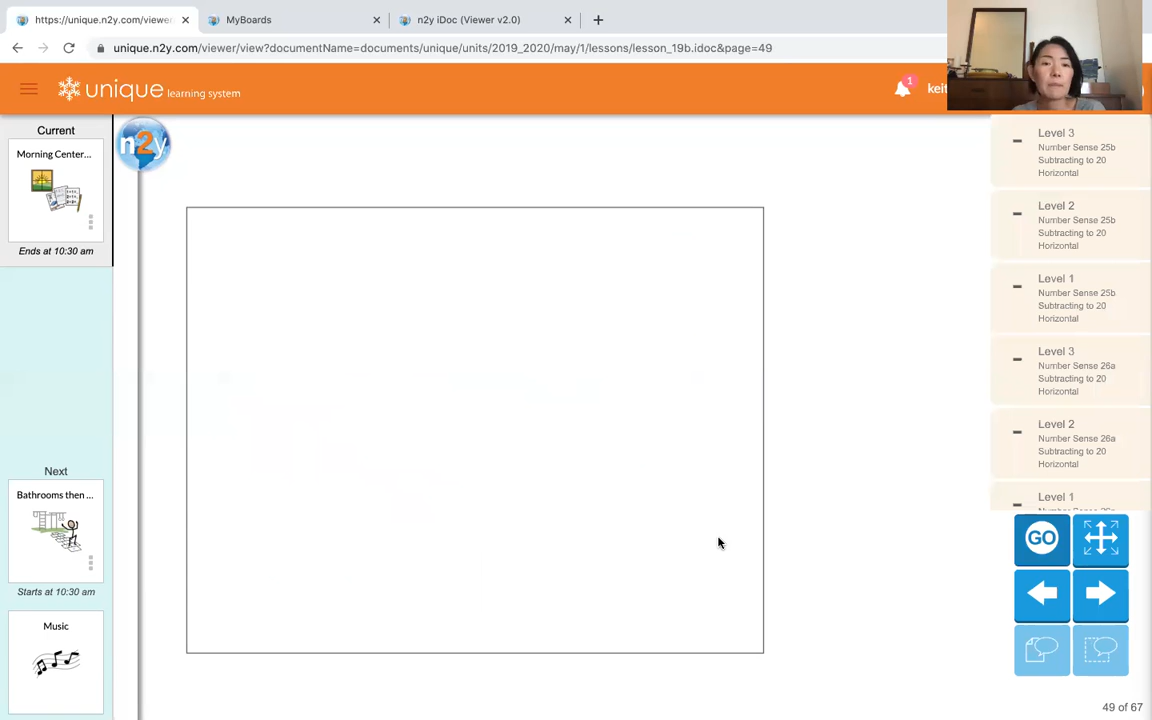 https://unique.n2y.com/viewer
MyBoards
n2y iDoc (Viewer v2.0)
unique.n2y.com/viewer/view?documentName=documents/unique/units/2019_2020/may/1/lessons/lesson_19b.idoc&page=49
unique learning system
1
keit
Current
Morning Center...
Ends at 10:30 am
Next
Bathrooms then ...
Starts at 10:30 am
Music
n2y
Level 3
Number Sense 25b
Subtracting to 20
Horizontal
Level 2
Number Sense 25b
Subtracting to 20
Horizontal
Level 1
Number Sense 25b
Subtracting to 20
Horizontal
Level 3
Number Sense 26a
Subtracting to 20
Horizontal
Level 2
Number Sense 26a
Subtracting to 20
Horizontal
Level 1
GO
49 of 67